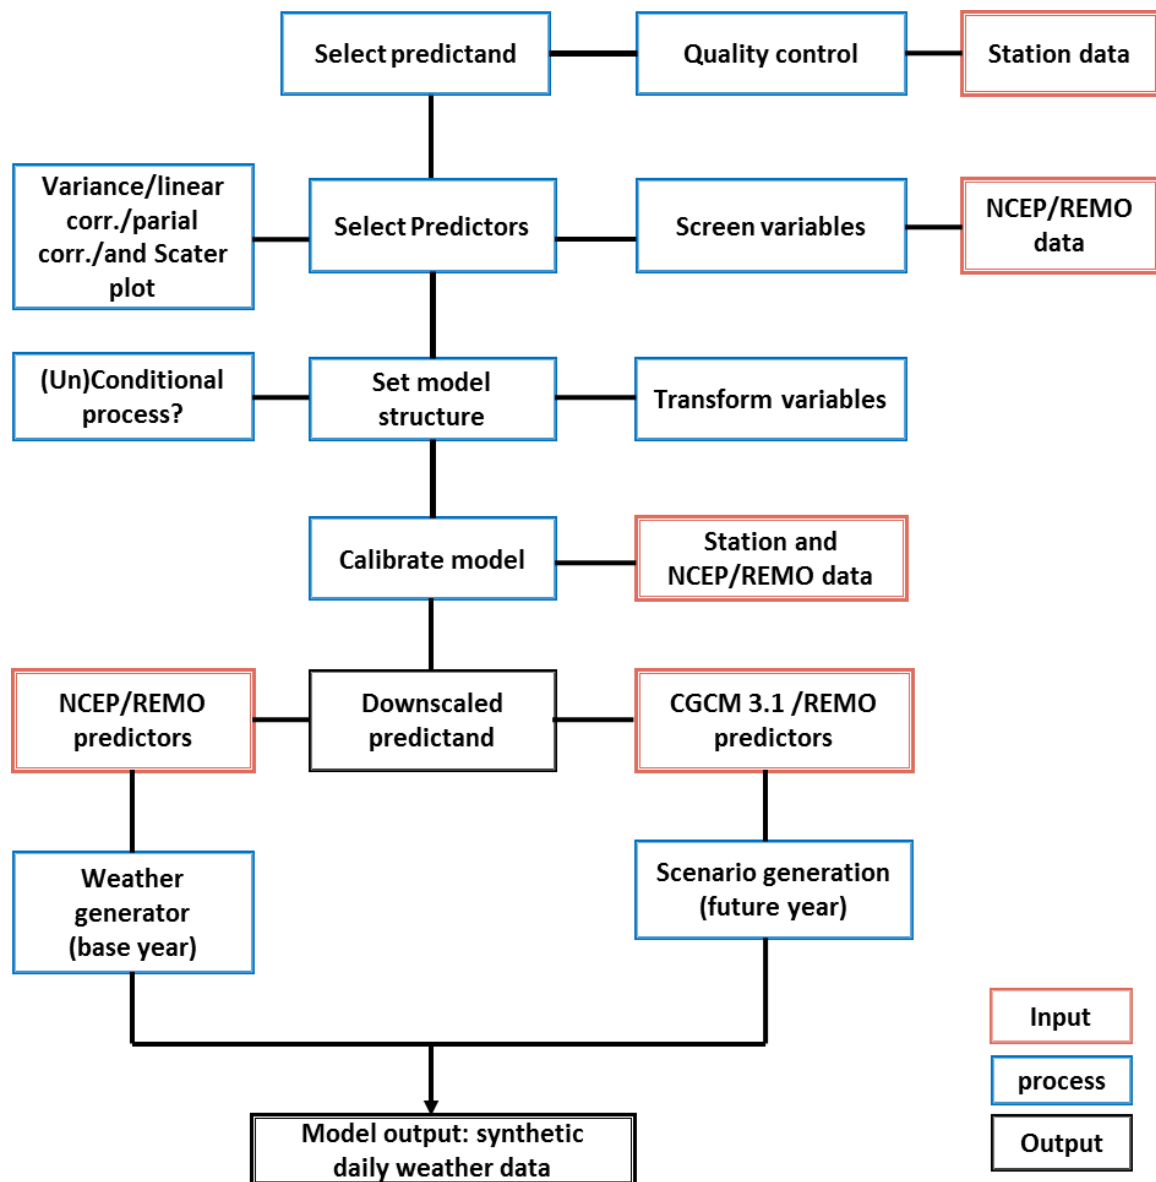 Select predictand
Quality control
Station data
Variance/linear
corr./parial
corr./and Scater
plot
Select Predictors
Screen variables
NCEP/REMO
data
(Un)Conditional
process?
Set model
structure
Transform variables
Calibrate model
Station and
NCEP/REMO data
NCEP/REMO
predictors
Downscaled
predictand
CGCM 3.1 /REMO
predictors
Weather
generator
(base year)
Scenario generation
(future year)
Input
process
Output
Model output: synthetic
daily weather data